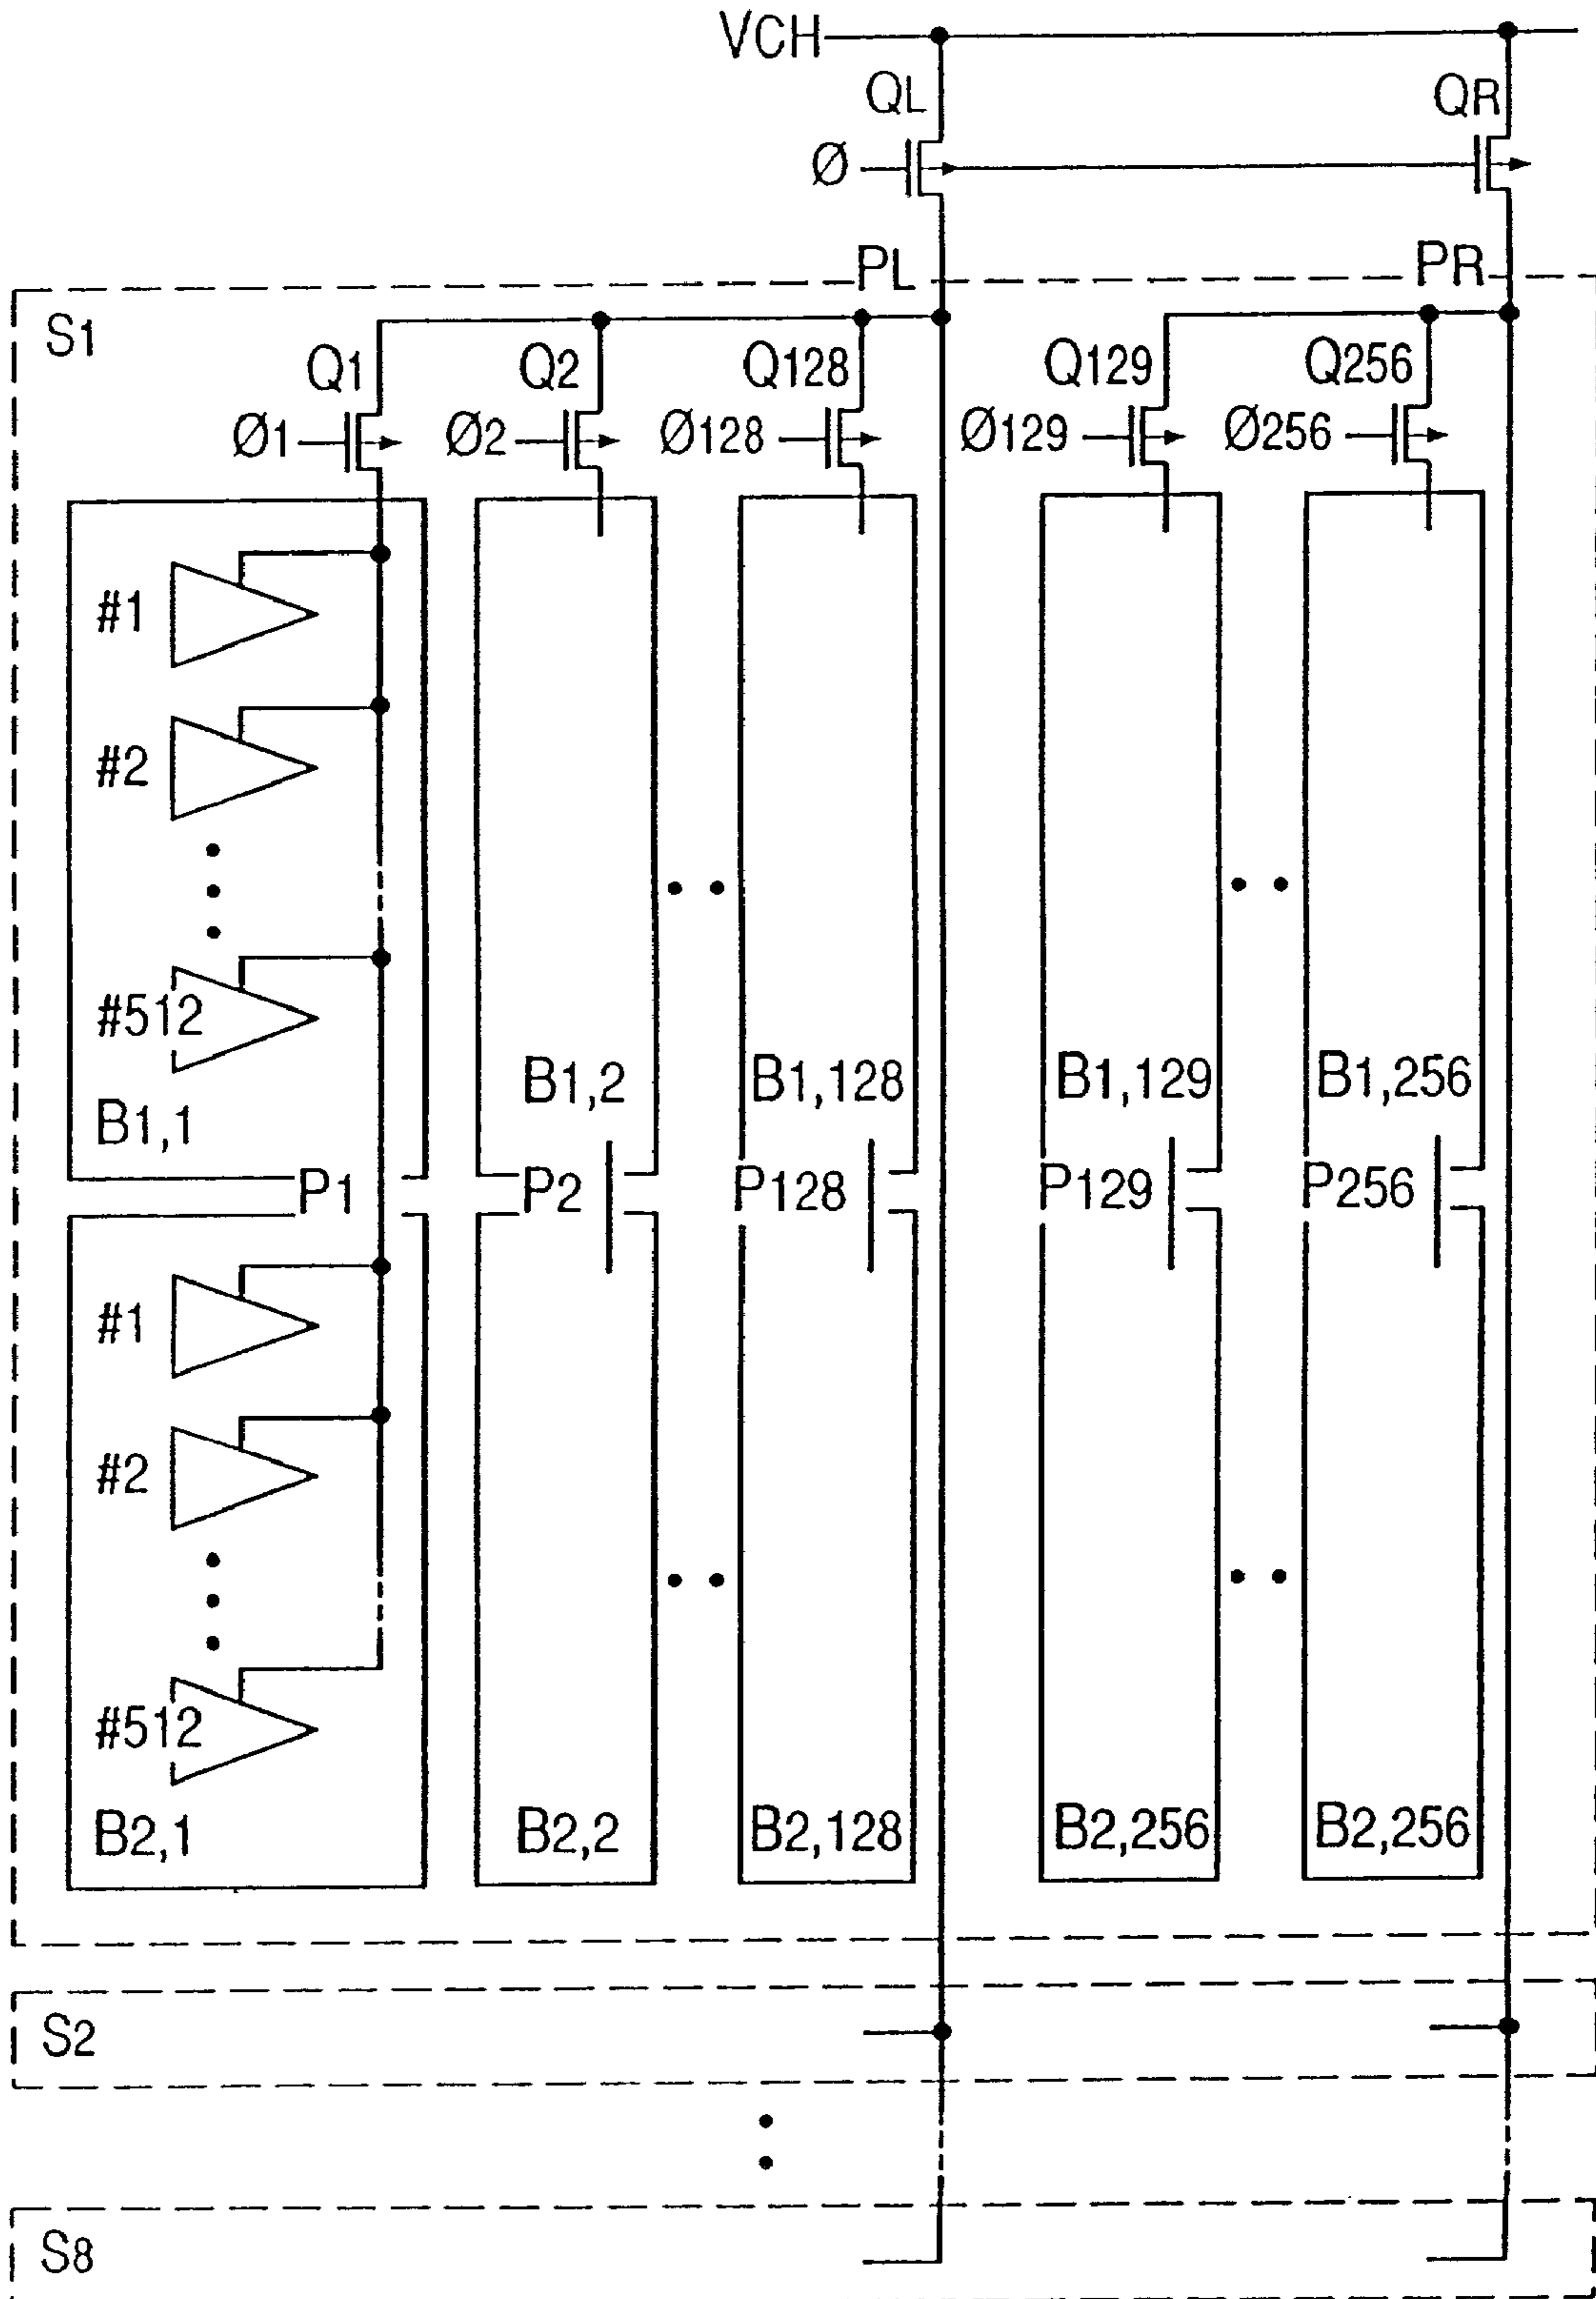 VCH
QL QR
Ø
PL PR
S1
Q1 Q2 Q128 Q129 Q256
Ø1 Ø2 Ø128 Ø129 Ø256
#1
#2
#512
B1,1 B1,2 B1,128 B1,129 B1,256
P1 P2 P128 P129 P256
#1
#2
#512
B2,1 B2,2 B2,128 B2,256 B2,256
S2
S8